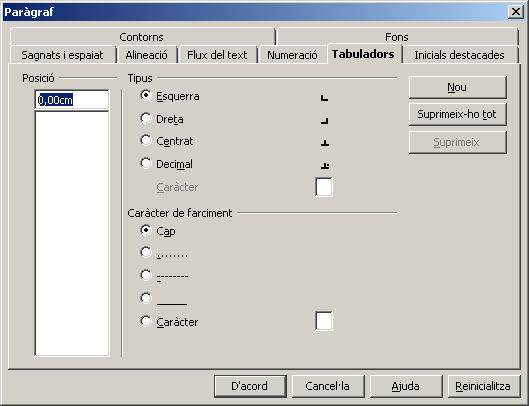 Paràgraf
Contorns Fons
Sagnats i espaiat Alineació Flux del text Numeració Tabuladors Inicials destacades
Posició
0,00cm
Tipus
Esquerra
Dreta
Centrat
Decimal
Caràcter
Nou
Suprimeix-ho tot
Suprimeix
Caràcter de farciment
Cap
.........
--------
______
Caràcter
D'acord Cancel·la Ajuda Reinicialitza